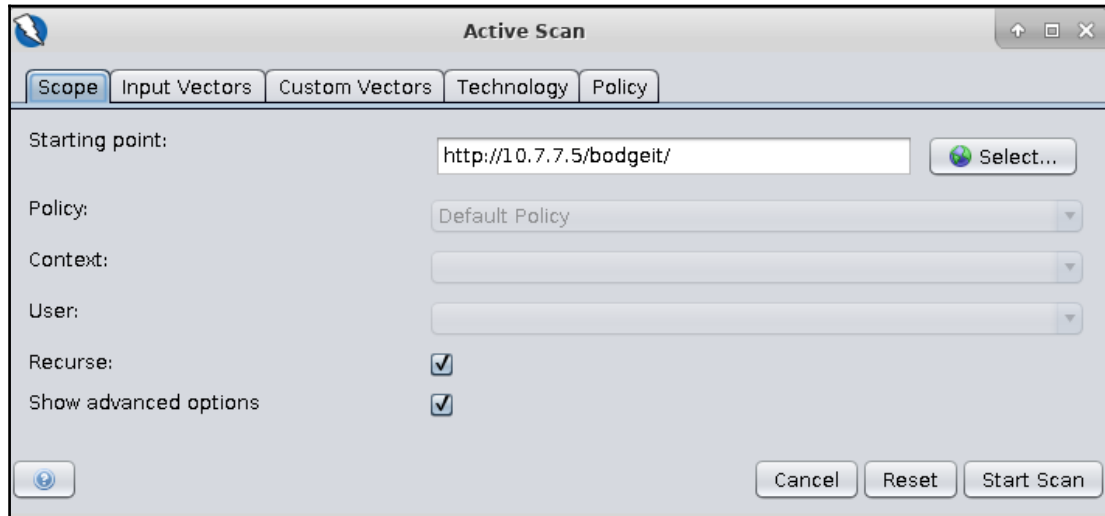 Active Scan
Scope Input Vectors Custom Vectors Technology Policy
Starting point: http://10.7.7.5/bodgeit/ Select...
Policy: Default Policy
Context:
User:
Recurse:
Show advanced options
Cancel Reset Start Scan